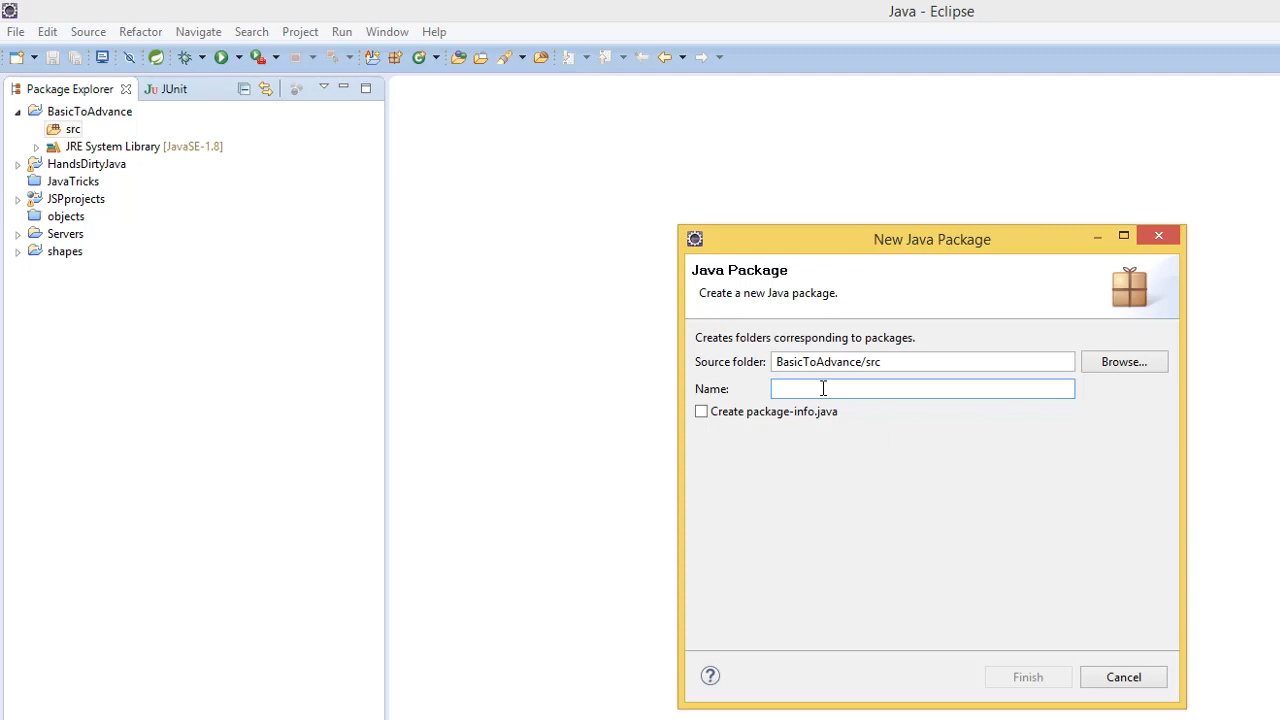 Java - Eclipse
File Edit Source Refactor Navigate Search Project Run Window Help
Package Explorer JUnit
BasicToAdvance
src
JRE System Library [JavaSE-1.8]
HandsDirtyJava
JavaTricks
JSPprojects
objects
Servers
shapes
New Java Package
Java Package
Create a new Java package.
Creates folders corresponding to packages.
Source folder: BasicToAdvance/src Browse...
Name:
Create package-info.java
? Finish Cancel